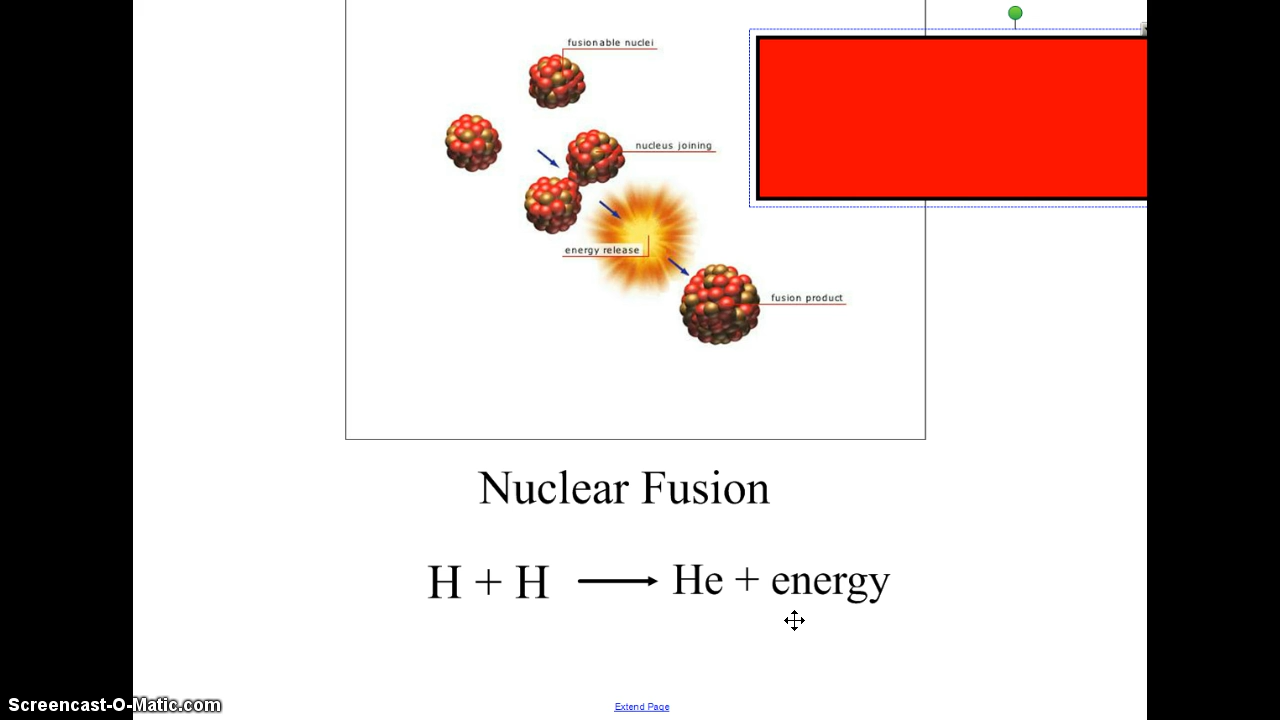 fusionable nuclei
nucleus joining
energy release
fusion product
Nuclear Fusion
H + H ⟶ He + energy
Screencast-O-Matic.com
Extend Page